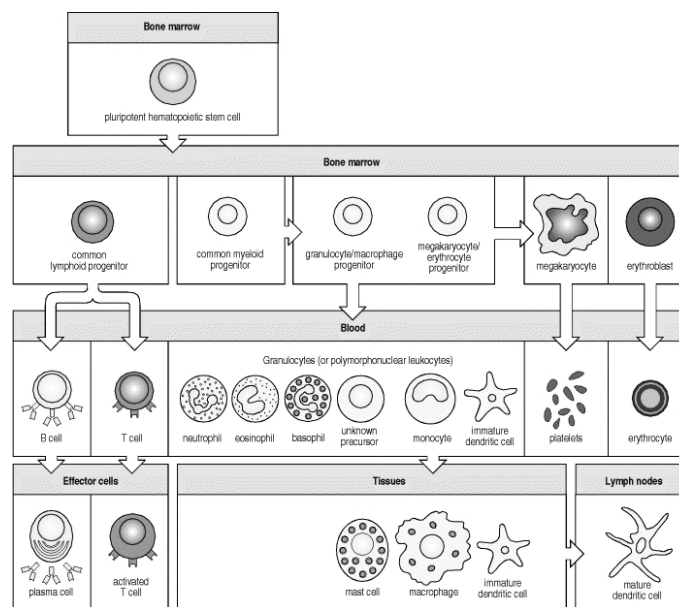 Bone marrow
pluripotent hematopoietic stem cell
Bone marrow
common
lymphoid progenitor
common myeloid
progenitor
granulocyte/macrophage
progenitor
megakaryocyte/
erythrocyte
progenitor
megakaryocyte
erythroblast
Blood
Granulocytes (or polymorphonuclear leukocytes)
B cell
T cell
neutrophil
eosinophil
basophil
unknown
precursor
monocyte
immature
dendritic cell
platelets
erythrocyte
Effector cells
Tissues
Lymph nodes
plasma cell
activated
T cell
mast cell
macrophage
immature
dendritic cell
mature
dendritic cell